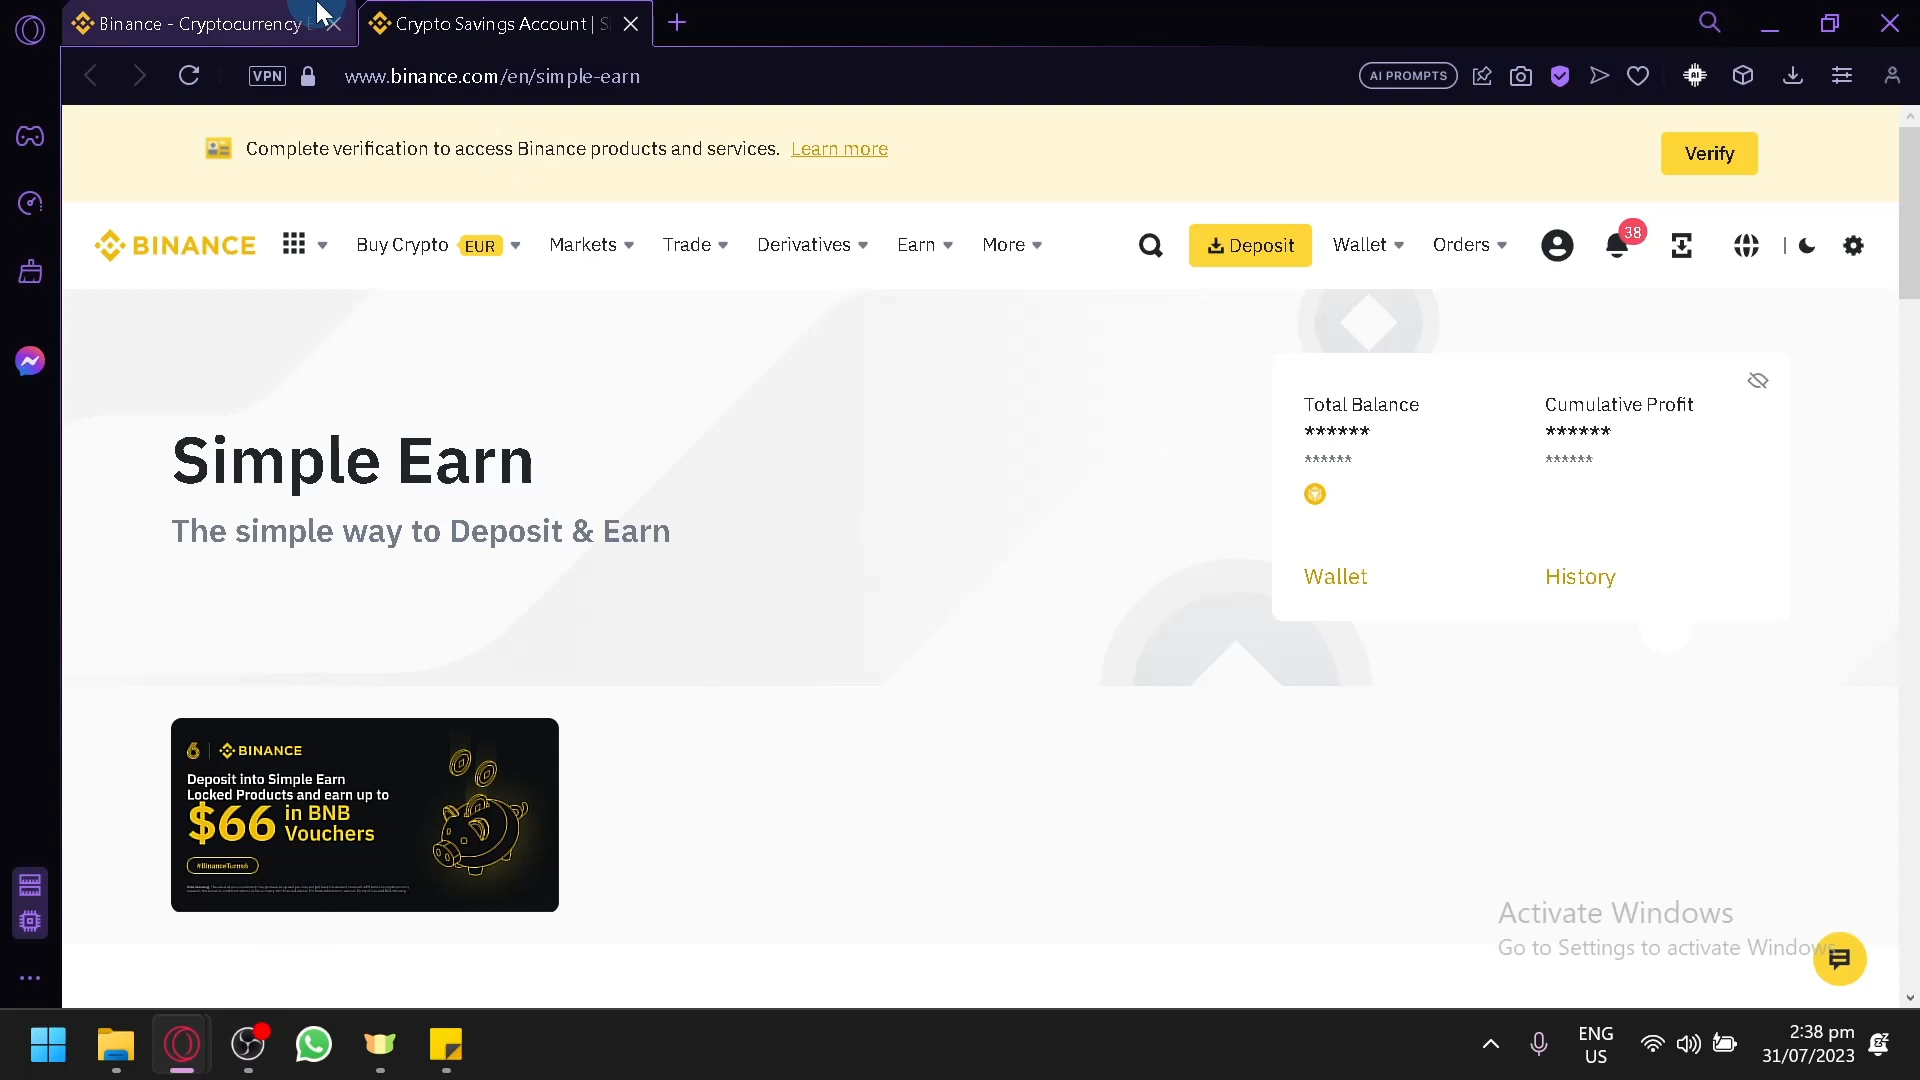 Binance - Cryptocurrency
Crypto Savings Account | S
VPN
www.binance.com/en/simple-earn
AI PROMPTS
Complete verification to access Binance products and services. Learn more
Verify
BINANCE
Buy Crypto EUR
Markets
Trade
Derivatives
Earn
More
Deposit
Wallet
Orders
38
Simple Earn
The simple way to Deposit & Earn
Total Balance
Cumulative Profit
******
******
******
******
Wallet
History
6 | BINANCE
Deposit into Simple Earn
Locked Products and earn up to
$66 in BNB
Vouchers
#BinanceTurns6
Activate Windows
Go to Settings to activate Windows.
ENG
US
2:38 pm
31/07/2023